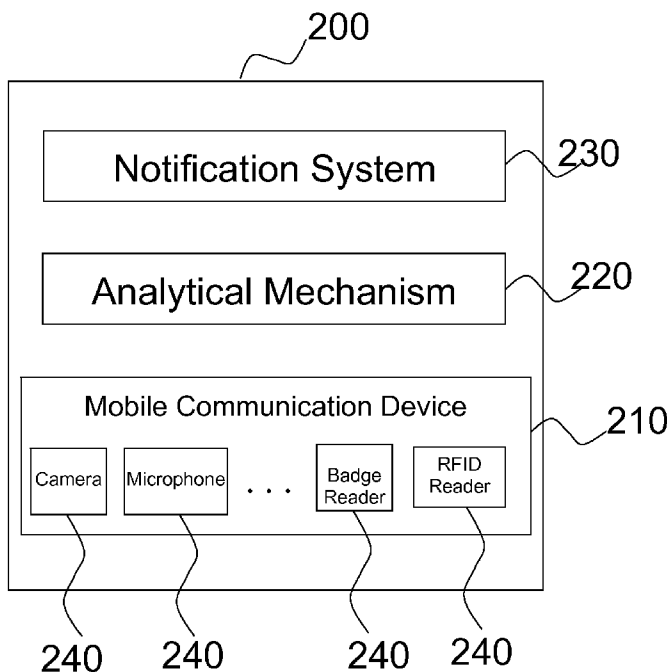 200
Notification System
230
Analytical Mechanism
220
Mobile Communication Device
210
Camera
Microphone
. . .
Badge
Reader
RFID
Reader
240
240
240
240